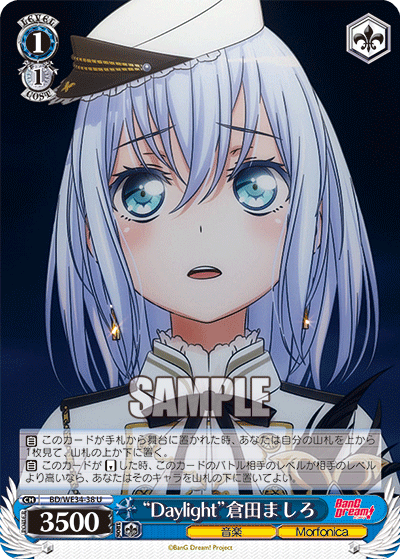 LEVEL
1
1
COST
SAMPLE
自 このカードが手札から舞台に置かれた時、あなたは自分の山札を上から
1枚見て、山札の上か下に置く。
自 このカードが【】した時、このカードのバトル相手のレベルが相手のレベル
より高いなら、あなたはそのキャラを山札の下に置いてよい。
CH BD/WE34-38 U
3500
“Daylight”倉田ましろ
BanG Dream!
音楽
Morfonica
©BanG Dream! Project